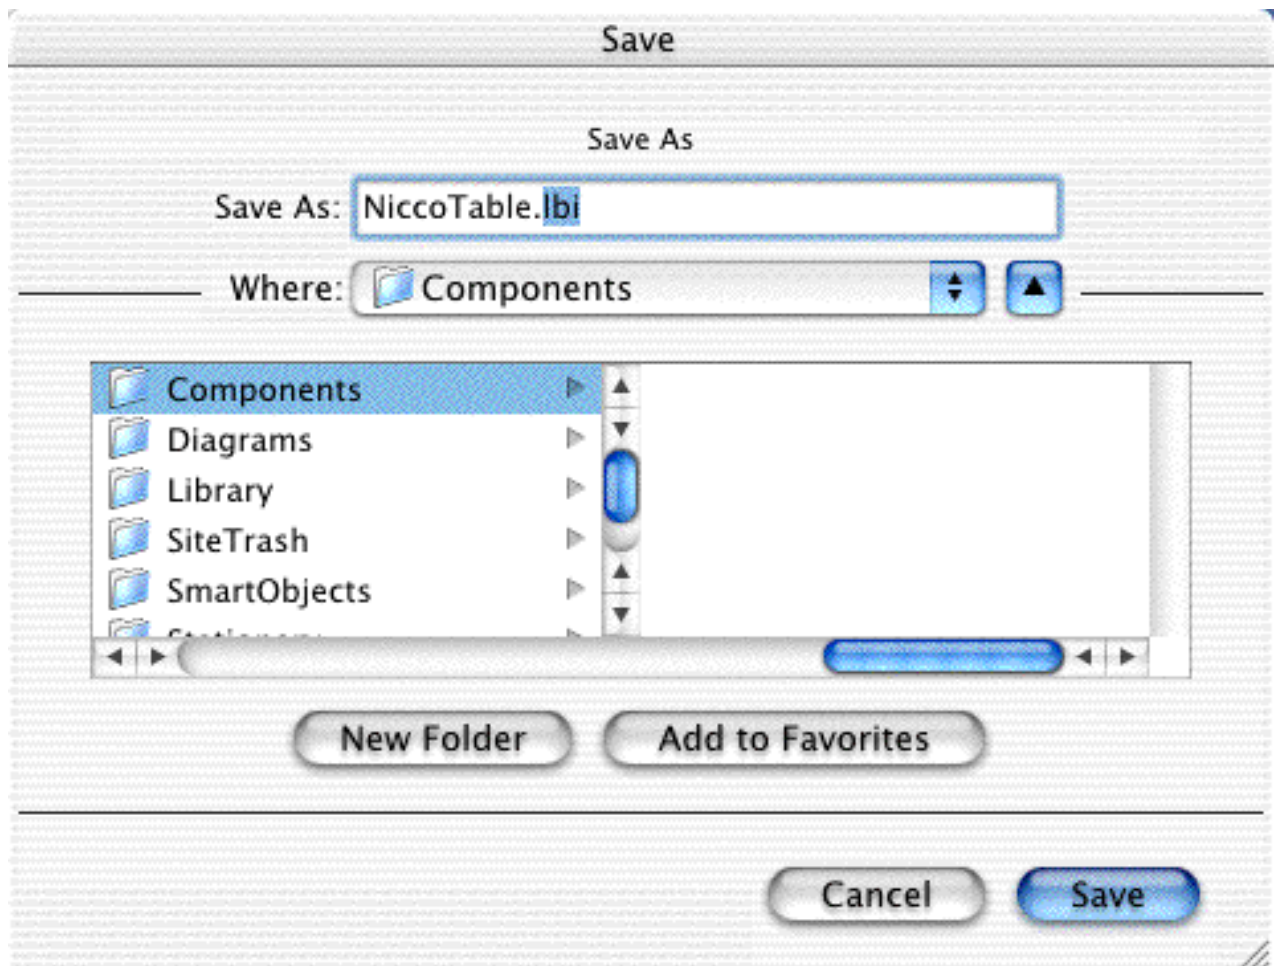 Save
Save As
Save As: NiccoTable.lbi
Where: Components
Components
Diagrams
Library
SiteTrash
SmartObjects
New Folder
Add to Favorites
Cancel
Save